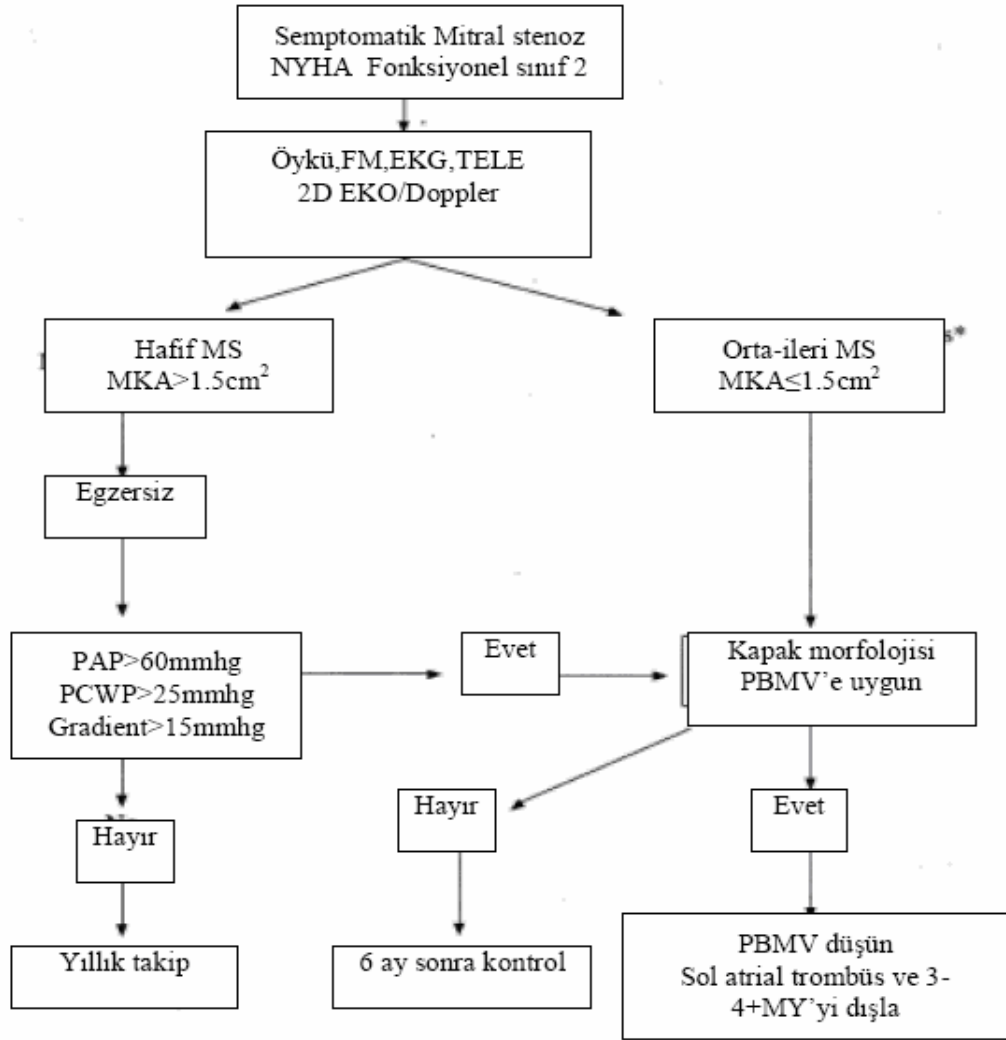 Semptomatik Mitral stenoz
NYHA Fonksiyonel sınıf 2
Öykü,FM,EKG,TELE
2D EKO/Doppler
Hafif MS
MKA>1.5cm²
Orta-ileri MS
MKA≤1.5cm²
s*
Egzersiz
PAP>60mmhg
PCWP>25mmhg
Gradient>15mmhg
Evet
Kapak morfolojisi
PBMV’e uygun
Hayır
Hayır
Evet
Yıllık takip
6 ay sonra kontrol
PBMV düşün
Sol atrial trombüs ve 3-
4+MY’yi dışla